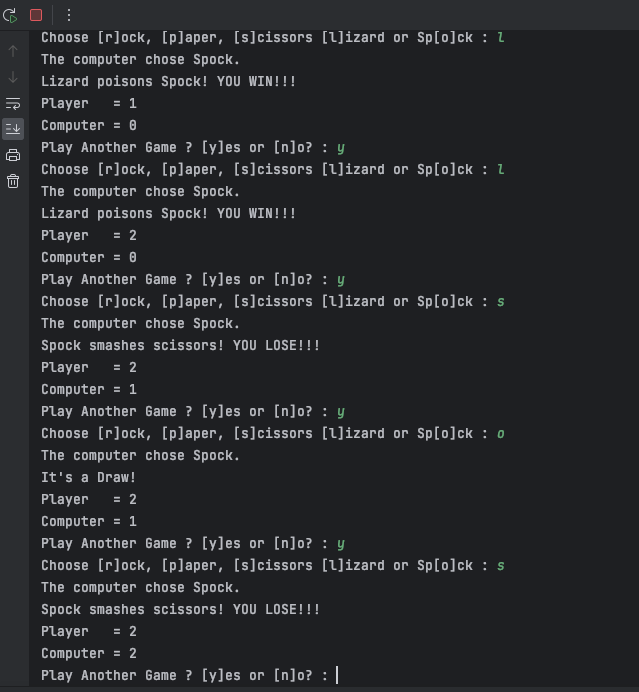 Choose [r]ock, [p]aper, [s]cissors [l]izard or Sp[o]ck : l
The computer chose Spock.
Lizard poisons Spock! YOU WIN!!!
Player   = 1
Computer = 0
Play Another Game ? [y]es or [n]o? : y
Choose [r]ock, [p]aper, [s]cissors [l]izard or Sp[o]ck : l
The computer chose Spock.
Lizard poisons Spock! YOU WIN!!!
Player   = 2
Computer = 0
Play Another Game ? [y]es or [n]o? : y
Choose [r]ock, [p]aper, [s]cissors [l]izard or Sp[o]ck : s
The computer chose Spock.
Spock smashes scissors! YOU LOSE!!!
Player   = 2
Computer = 1
Play Another Game ? [y]es or [n]o? : y
Choose [r]ock, [p]aper, [s]cissors [l]izard or Sp[o]ck : o
The computer chose Spock.
It's a Draw!
Player   = 2
Computer = 1
Play Another Game ? [y]es or [n]o? : y
Choose [r]ock, [p]aper, [s]cissors [l]izard or Sp[o]ck : s
The computer chose Spock.
Spock smashes scissors! YOU LOSE!!!
Player   = 2
Computer = 2
Play Another Game ? [y]es or [n]o? :